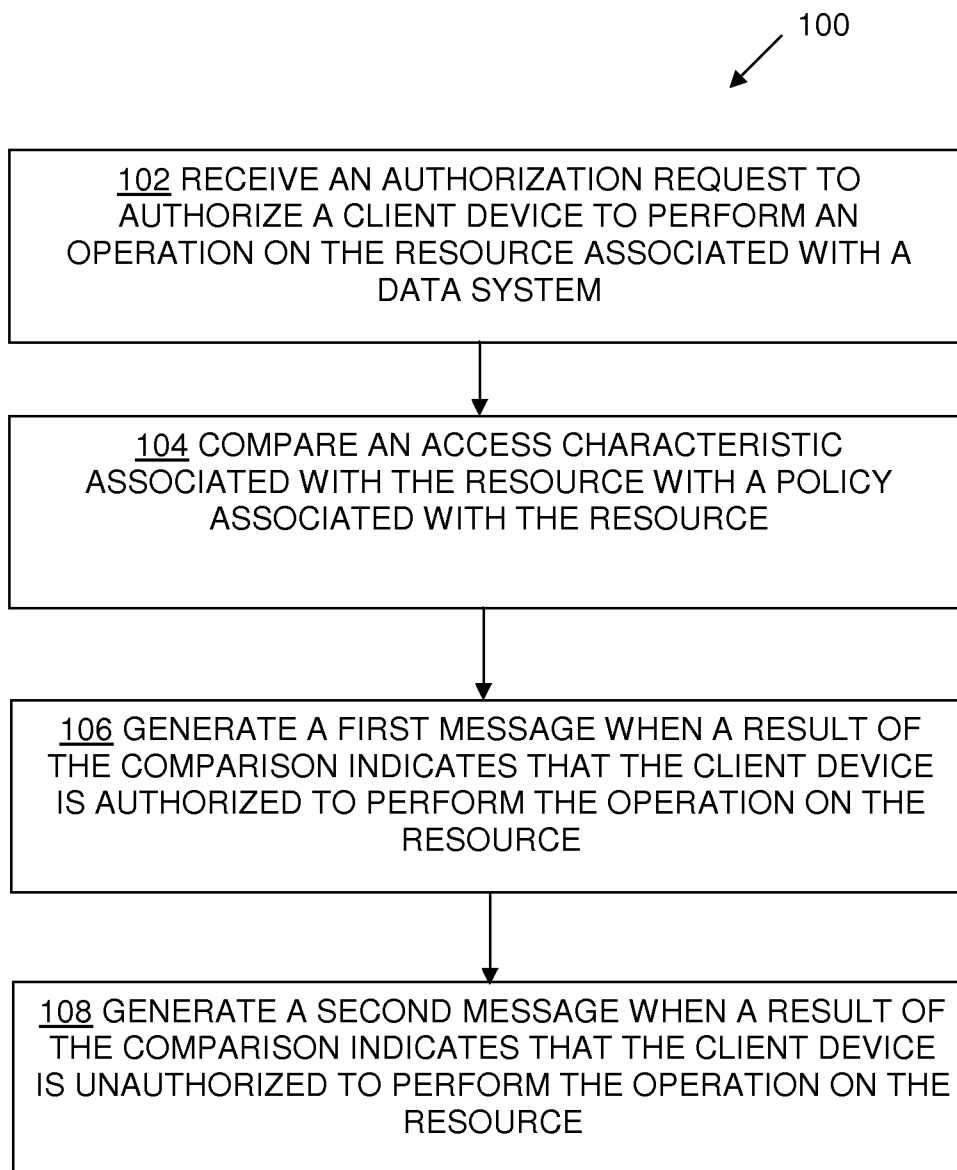 100
102 RECEIVE AN AUTHORIZATION REQUEST TO
AUTHORIZE A CLIENT DEVICE TO PERFORM AN
OPERATION ON THE RESOURCE ASSOCIATED WITH A
DATA SYSTEM
104 COMPARE AN ACCESS CHARACTERISTIC
ASSOCIATED WITH THE RESOURCE WITH A POLICY
ASSOCIATED WITH THE RESOURCE
106 GENERATE A FIRST MESSAGE WHEN A RESULT OF
THE COMPARISON INDICATES THAT THE CLIENT DEVICE
IS AUTHORIZED TO PERFORM THE OPERATION ON THE
RESOURCE
108 GENERATE A SECOND MESSAGE WHEN A RESULT OF
THE COMPARISON INDICATES THAT THE CLIENT DEVICE
IS UNAUTHORIZED TO PERFORM THE OPERATION ON THE
RESOURCE